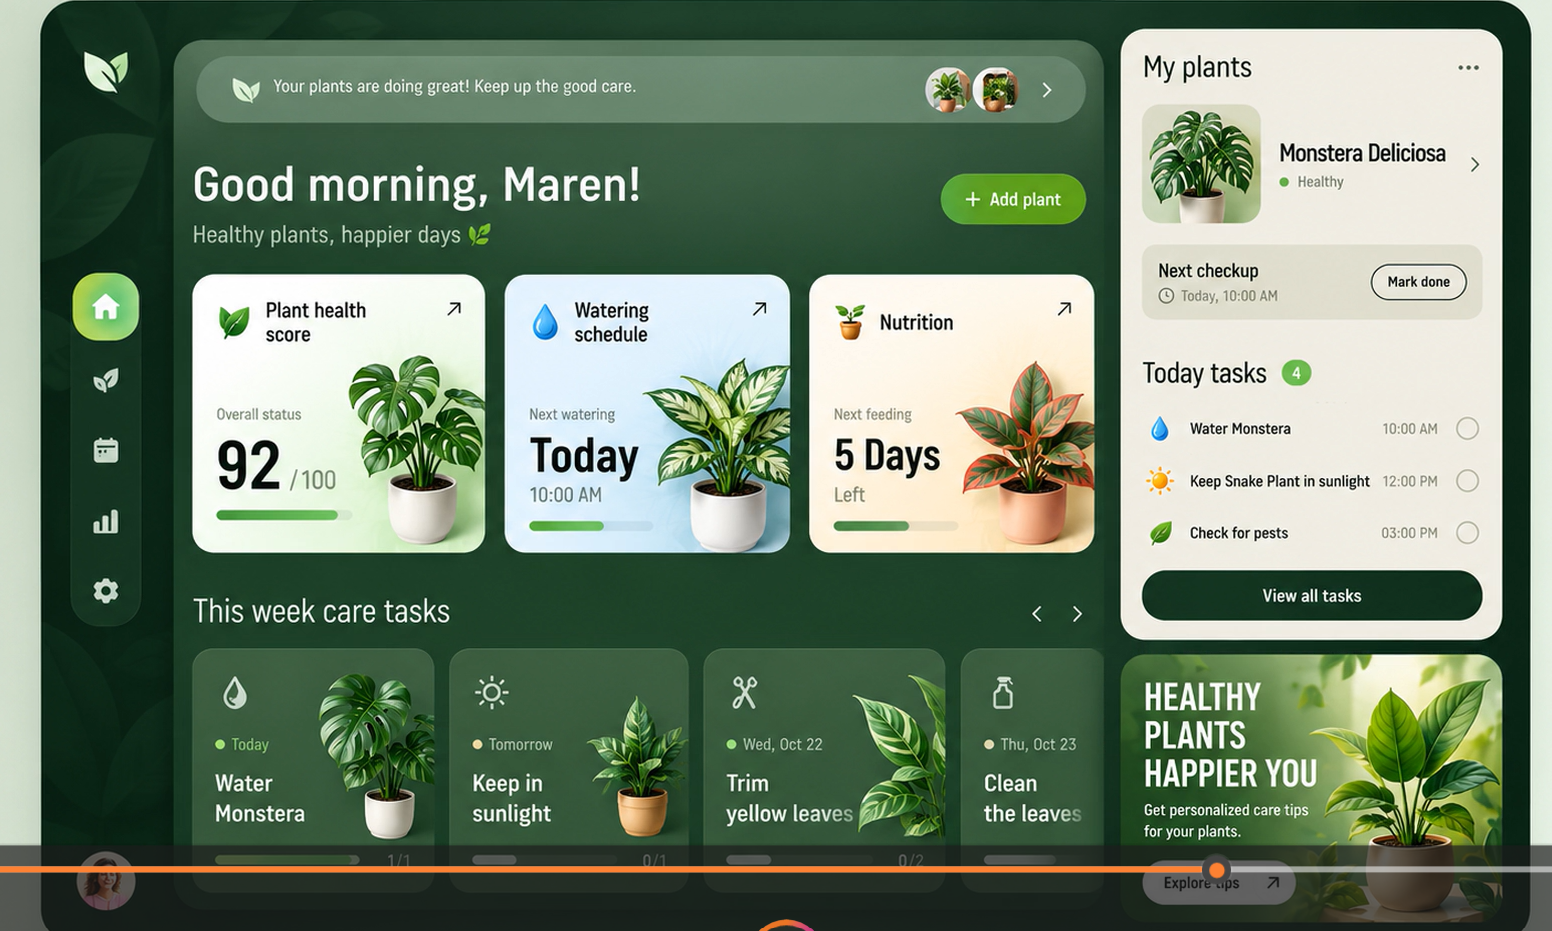 Your plants are doing great! Keep up the good care.
Good morning, Maren!
Healthy plants, happier days
+ Add plant
Plant health
score
Overall status
92 / 100
Watering
schedule
Next watering
Today
10:00 AM
Nutrition
Next feeding
5 Days
Left
This week care tasks
Today
Water
Monstera
1/1
Tomorrow
Keep in
sunlight
0/1
Wed, Oct 22
Trim
yellow leaves
0/2
Thu, Oct 23
Clean
the leaves
My plants
Monstera Deliciosa
Healthy
Next checkup
Today, 10:00 AM
Mark done
Today tasks 4
Water Monstera 10:00 AM
Keep Snake Plant in sunlight 12:00 PM
Check for pests 03:00 PM
View all tasks
HEALTHY
PLANTS
HAPPIER YOU
Get personalized care tips
for your plants.
Explore tips